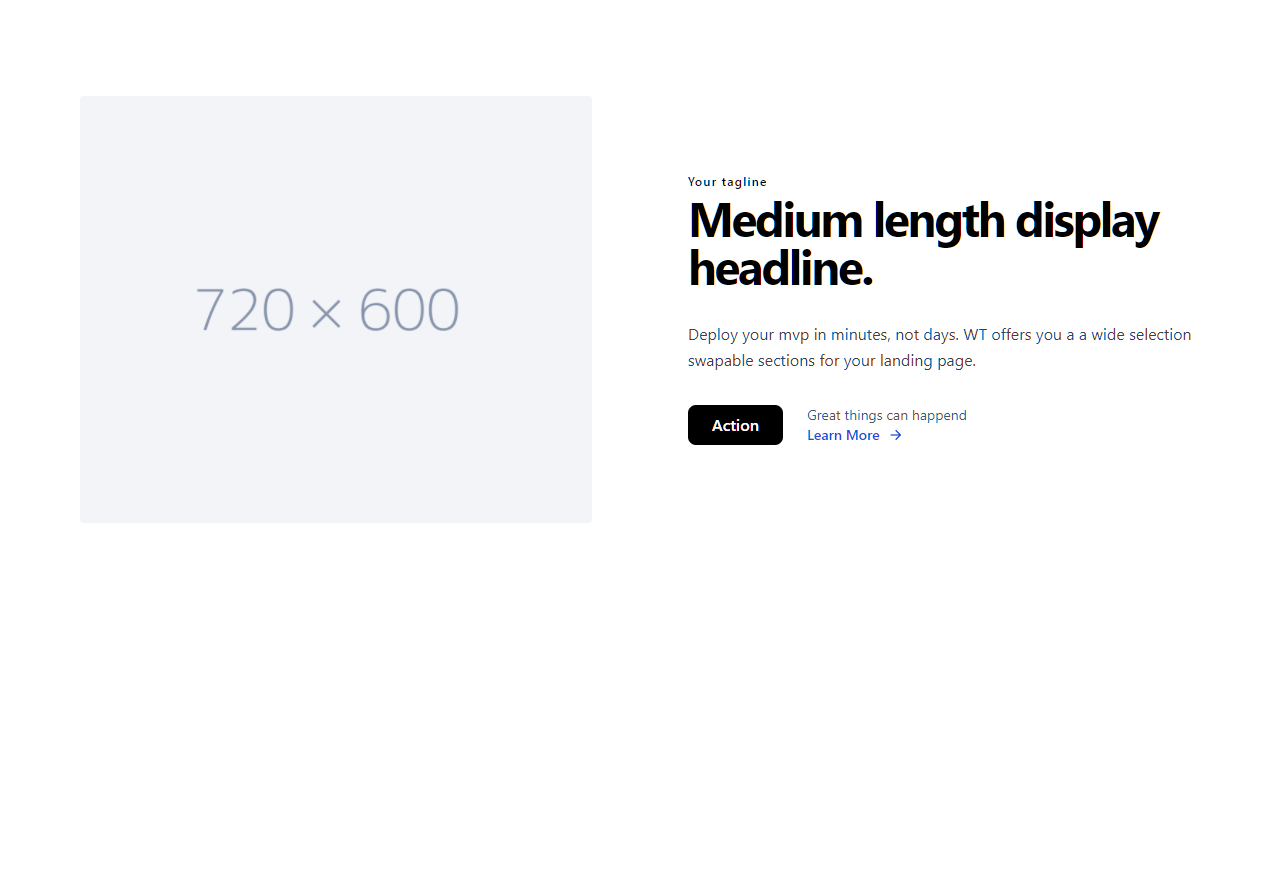 720 × 600
Your tagline
Medium length display
headline.
Deploy your mvp in minutes, not days. WT offers you a a wide selection
swapable sections for your landing page.
Action
Great things can happend
Learn More →